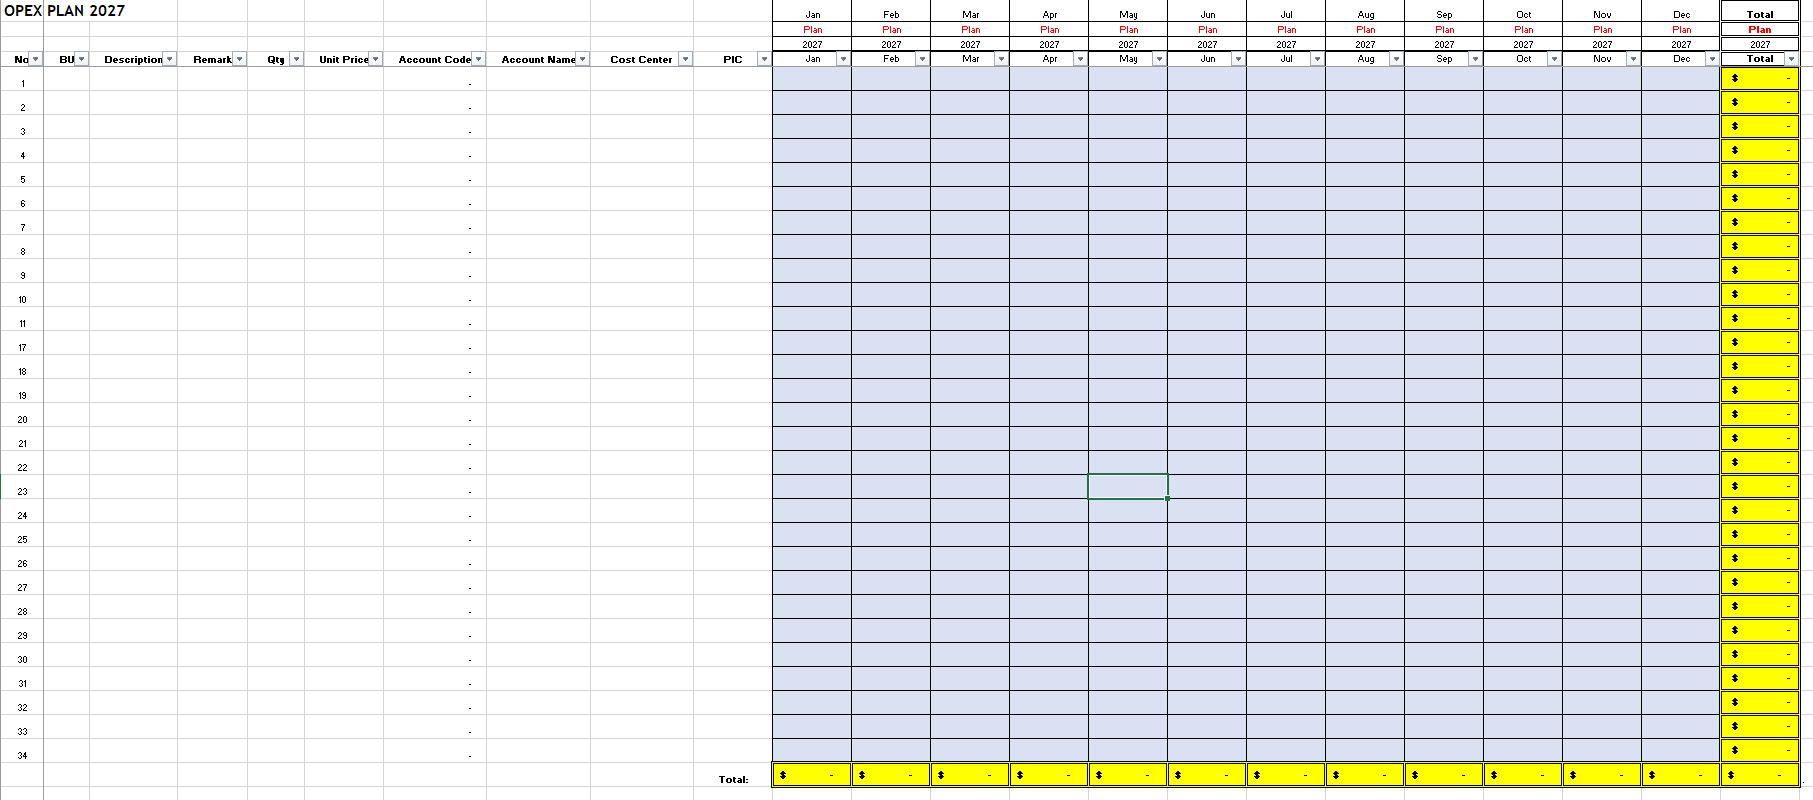 OPEX PLAN 2027
Jan Feb Mar Apr May Jun Jul Aug Sep Oct Nov Dec Total
Plan Plan Plan Plan Plan Plan Plan Plan Plan Plan Plan Plan Plan
2027 2027 2027 2027 2027 2027 2027 2027 2027 2027 2027 2027 2027
No BU Description Remark Qty Unit Price Account Code Account Name Cost Center PIC Jan Feb Mar Apr May Jun Jul Aug Sep Oct Nov Dec Total
1 - $ -
2 - $ -
3 - $ -
4 - $ -
5 - $ -
6 - $ -
7 - $ -
8 - $ -
9 - $ -
10 - $ -
11 - $ -
17 - $ -
18 - $ -
19 - $ -
20 - $ -
21 - $ -
22 - $ -
23 - $ -
24 - $ -
25 - $ -
26 - $ -
27 - $ -
28 - $ -
29 - $ -
30 - $ -
31 - $ -
32 - $ -
33 - $ -
34 - $ -
Total: $ - $ - $ - $ - $ - $ - $ - $ - $ - $ - $ - $ - $ -